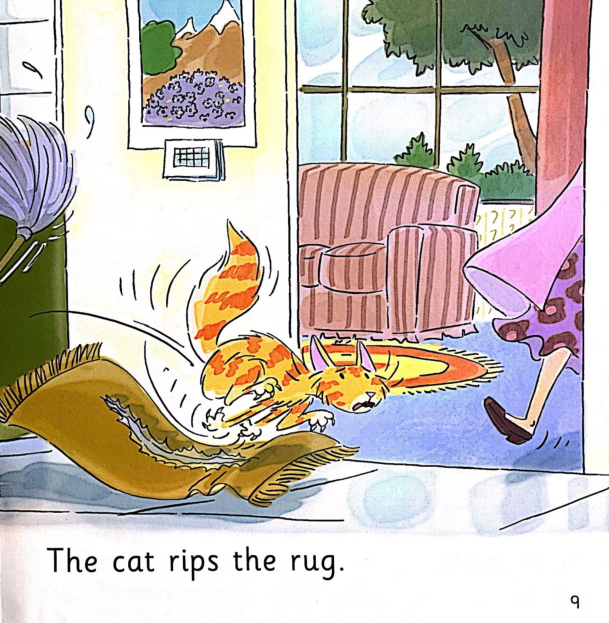 The cat rips the rug.
9